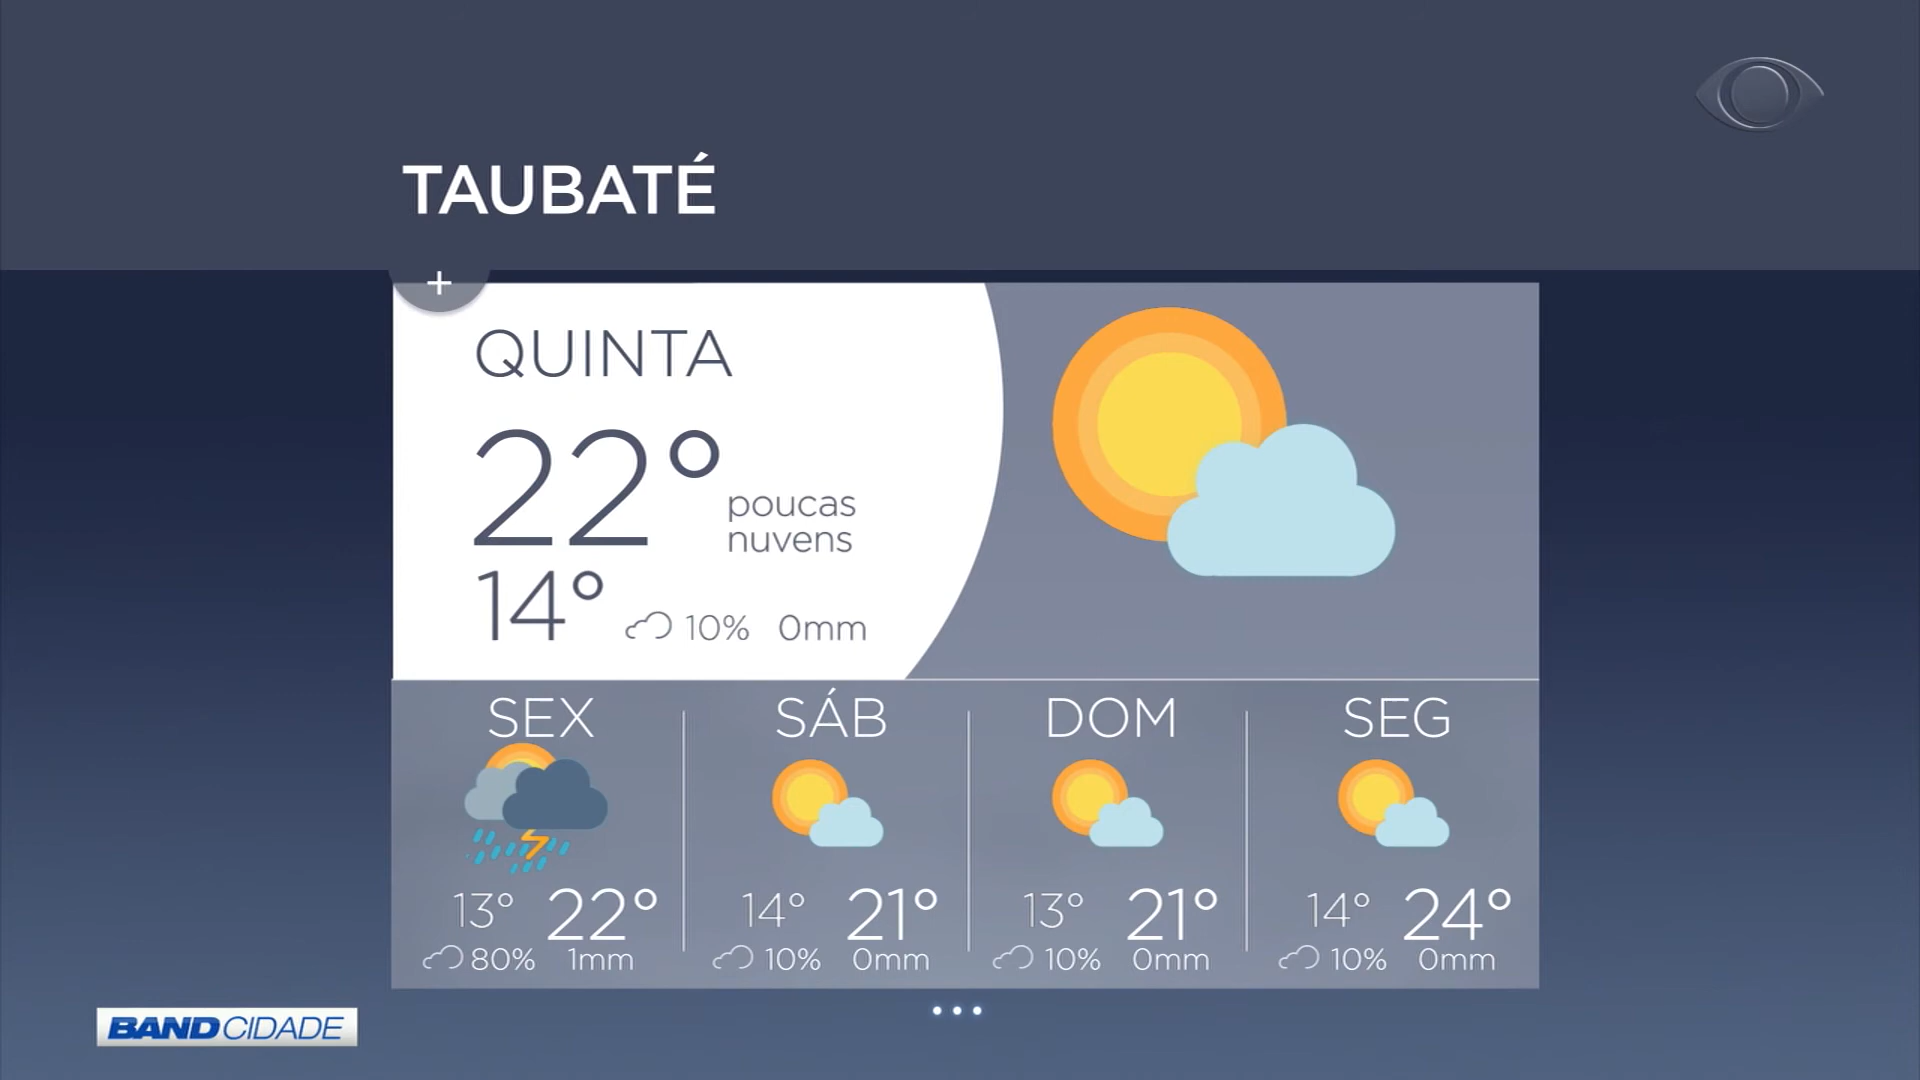 TAUBATÉ
+
QUINTA
22°
poucas
nuvens
14°
10% 0mm
SEX
13° 22°
80% 1mm
SÁB
14° 21°
10% 0mm
DOM
13° 21°
10% 0mm
SEG
14° 24°
10% 0mm
BAND CIDADE